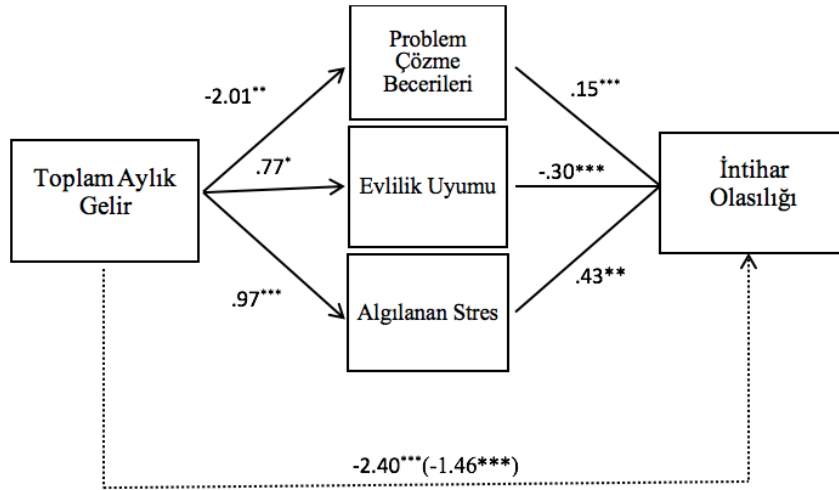 Problem
Çözme
Becerileri
-2.01**
.15***
Toplam Aylık
Gelir
.77*
Evlilik Uyumu
-.30***
İntihar
Olasılığı
.97***
Algılanan Stres
.43**
-2.40***(-1.46***)